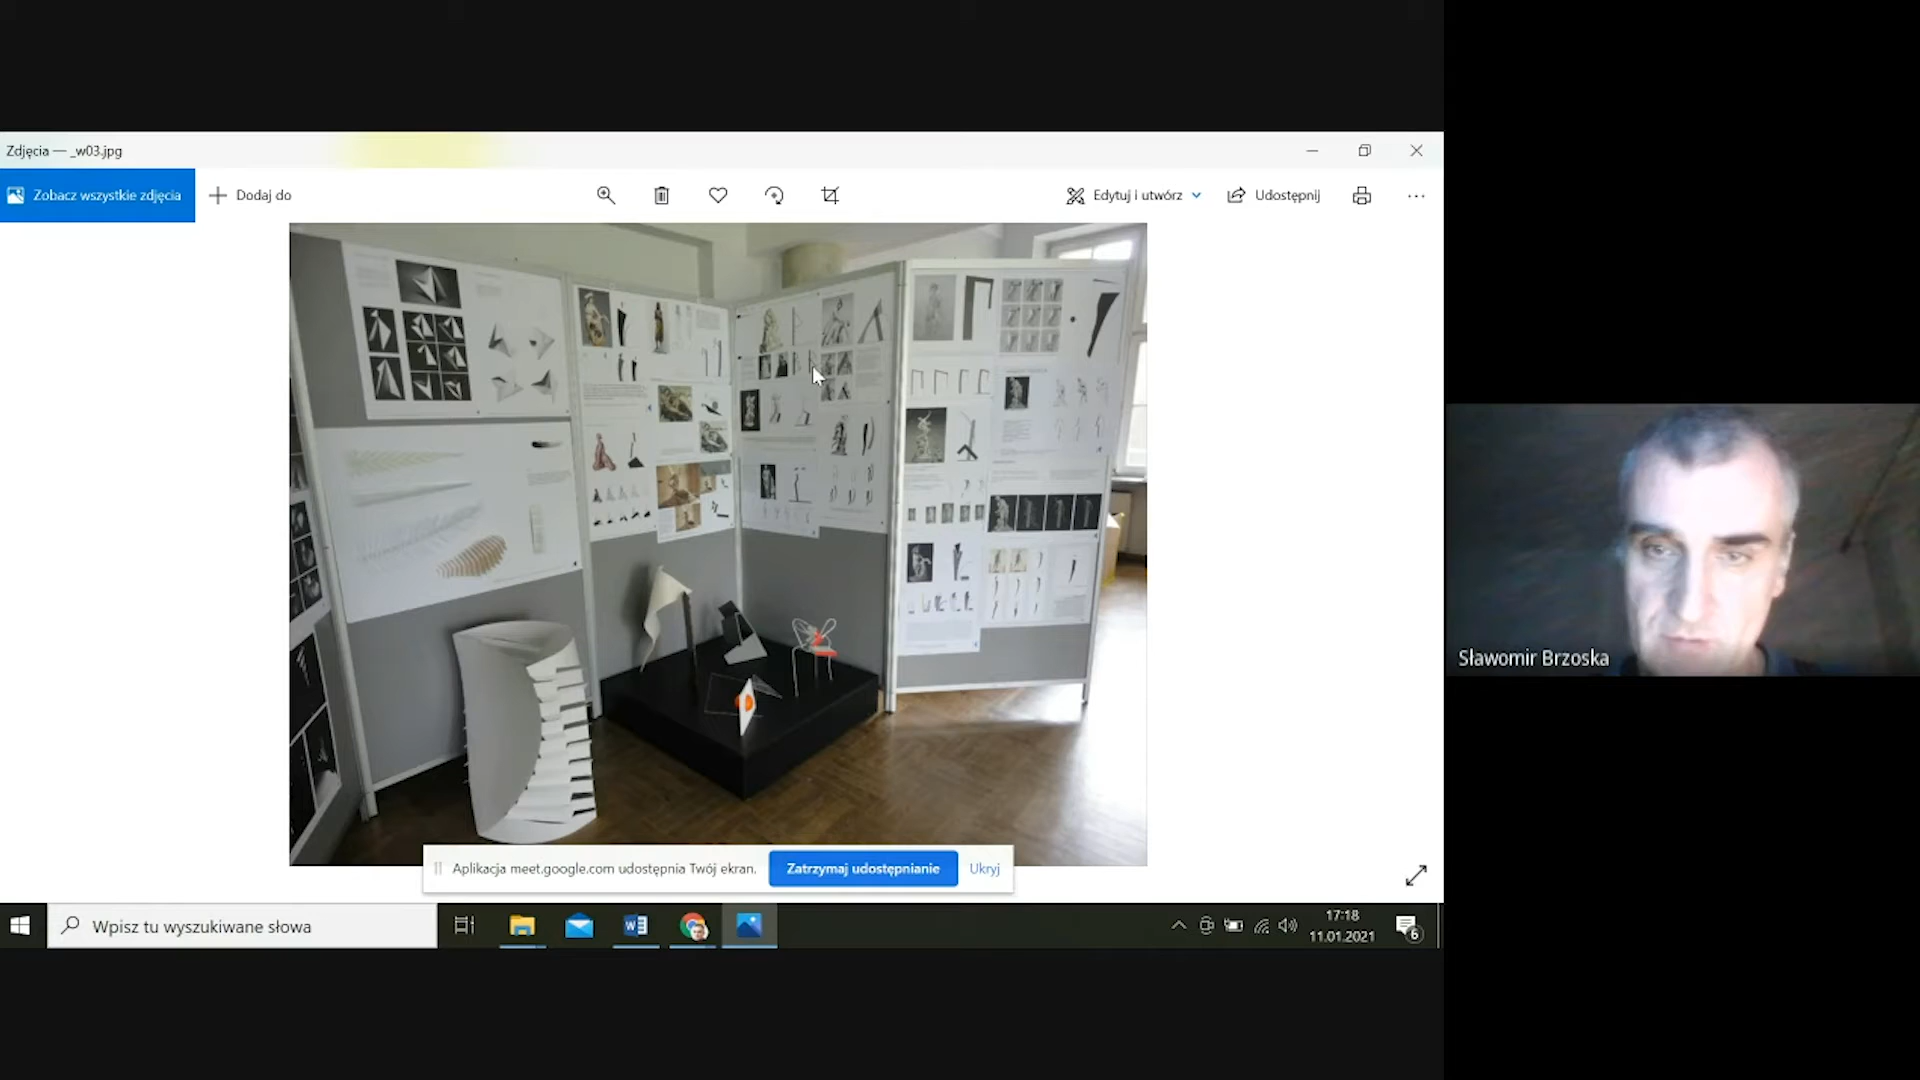 Zdjęcia — _w03.jpg
Zobacz wszystkie zdjęcia
Dodaj do
Edytuj i utwórz
Udostępnij
Sławomir Brzoska
Aplikacja meet.google.com udostępnia Twój ekran.
Zatrzymaj udostępnianie
Ukryj
Wpisz tu wyszukiwane słowa
17:18
11.01.2021
6